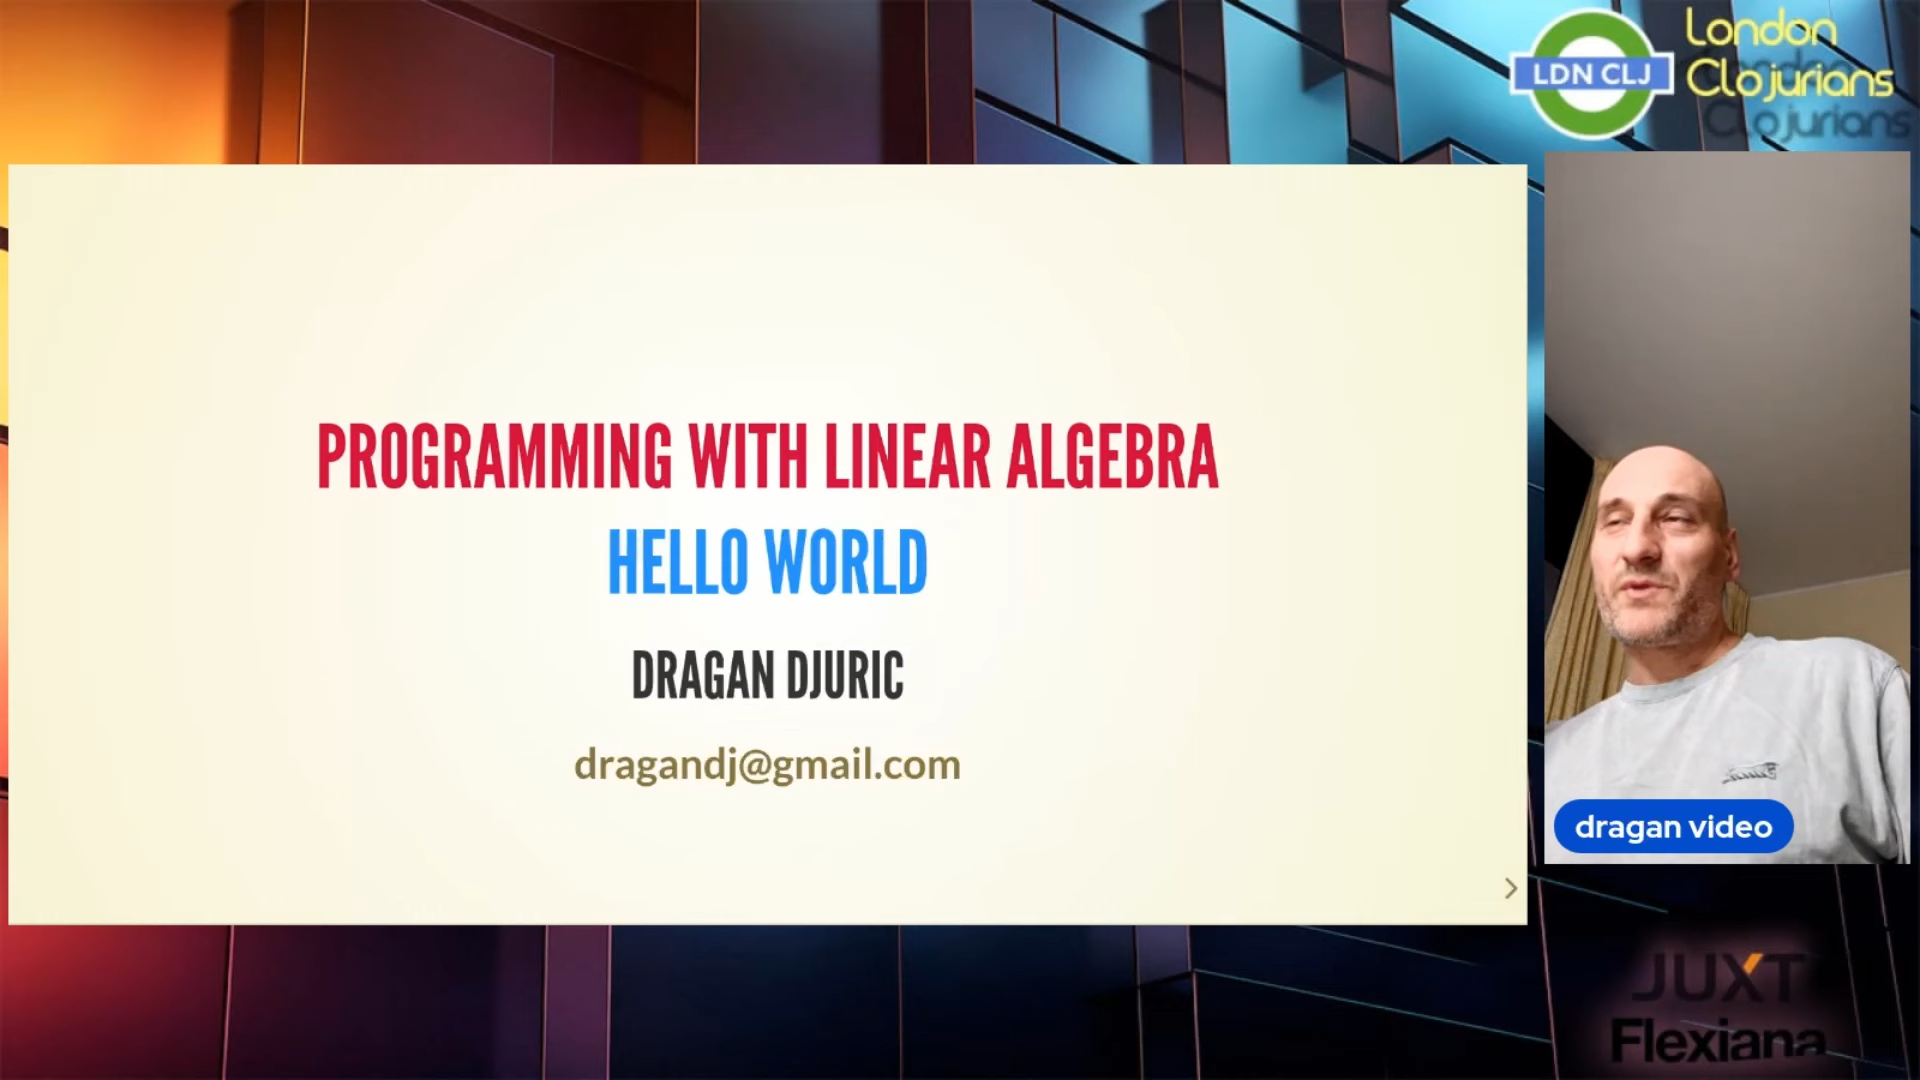 London
Clojurians
LDN CLJ
PROGRAMMING WITH LINEAR ALGEBRA
HELLO WORLD
DRAGAN DJURIC
dragandj@gmail.com
dragan video
JUXT
Flexiana